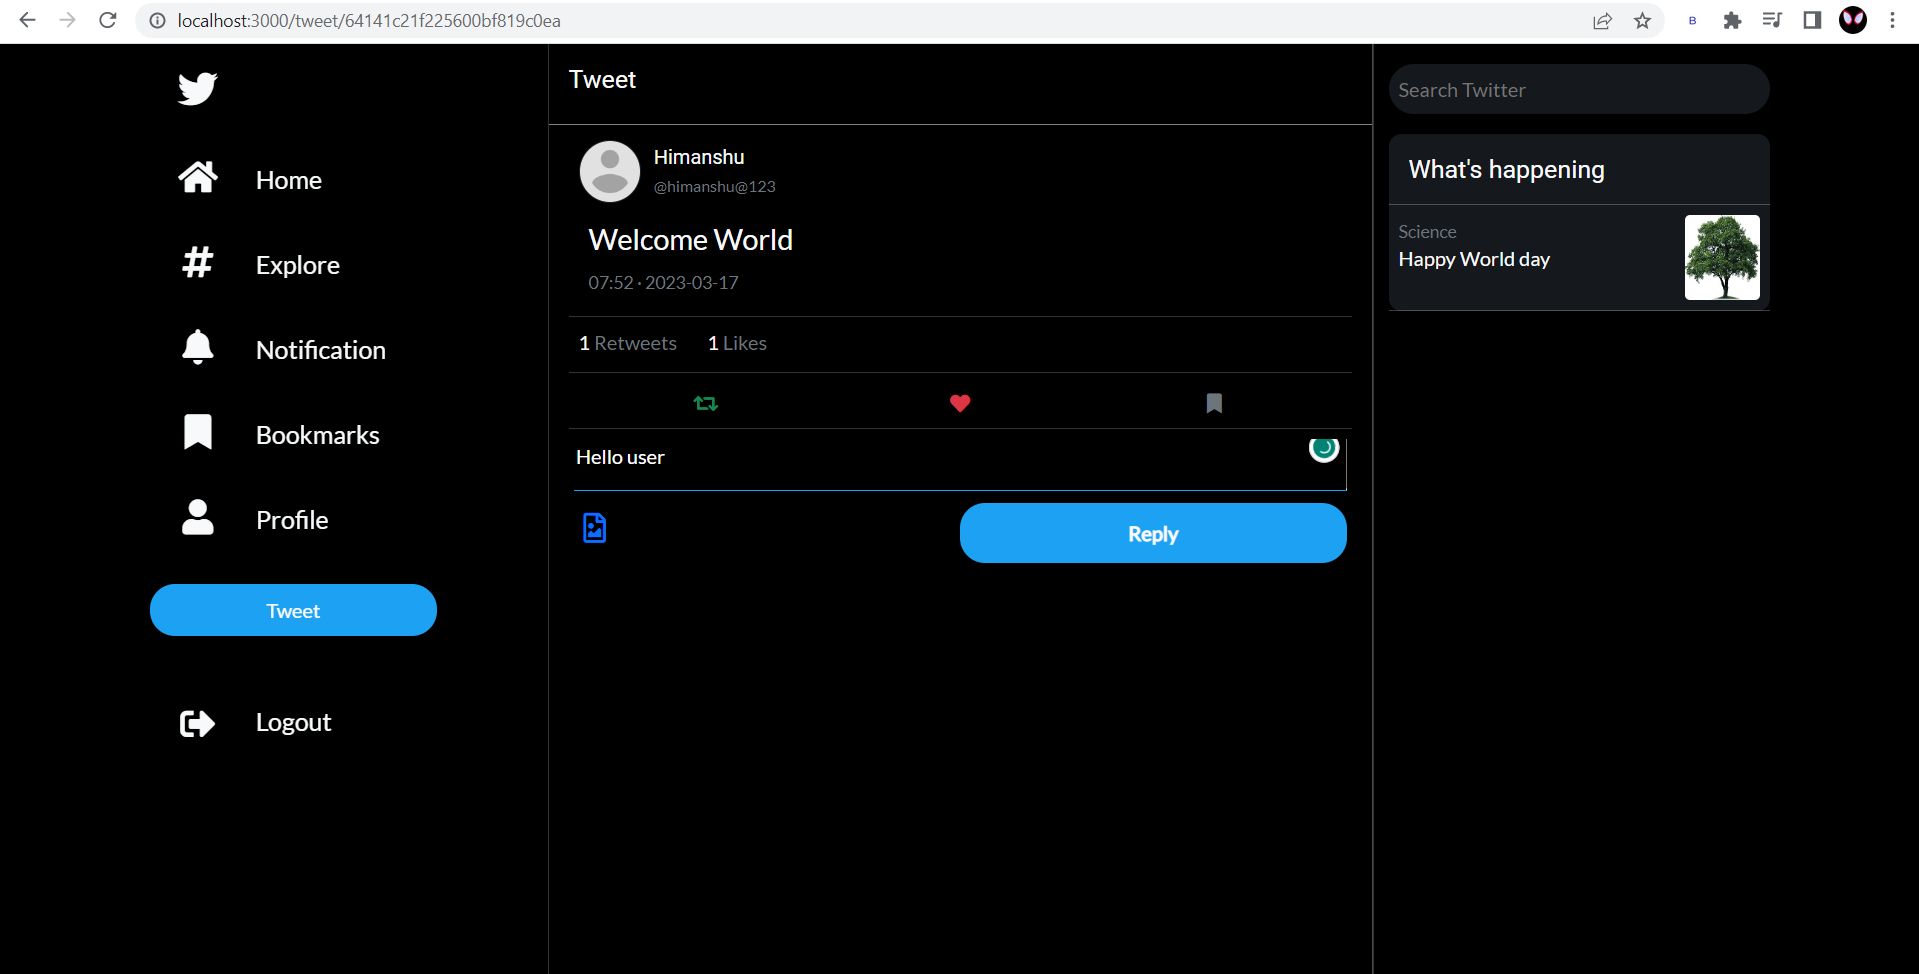 localhost:3000/tweet/64141c21f225600bf819c0ea
B
Home
Explore
Notification
Bookmarks
Profile
Tweet
Logout
Tweet
Himanshu
@himanshu@123
Welcome World
07:52 · 2023-03-17
1 Retweets 1 Likes
Hello user
Reply
Search Twitter
What's happening
Science
Happy World day